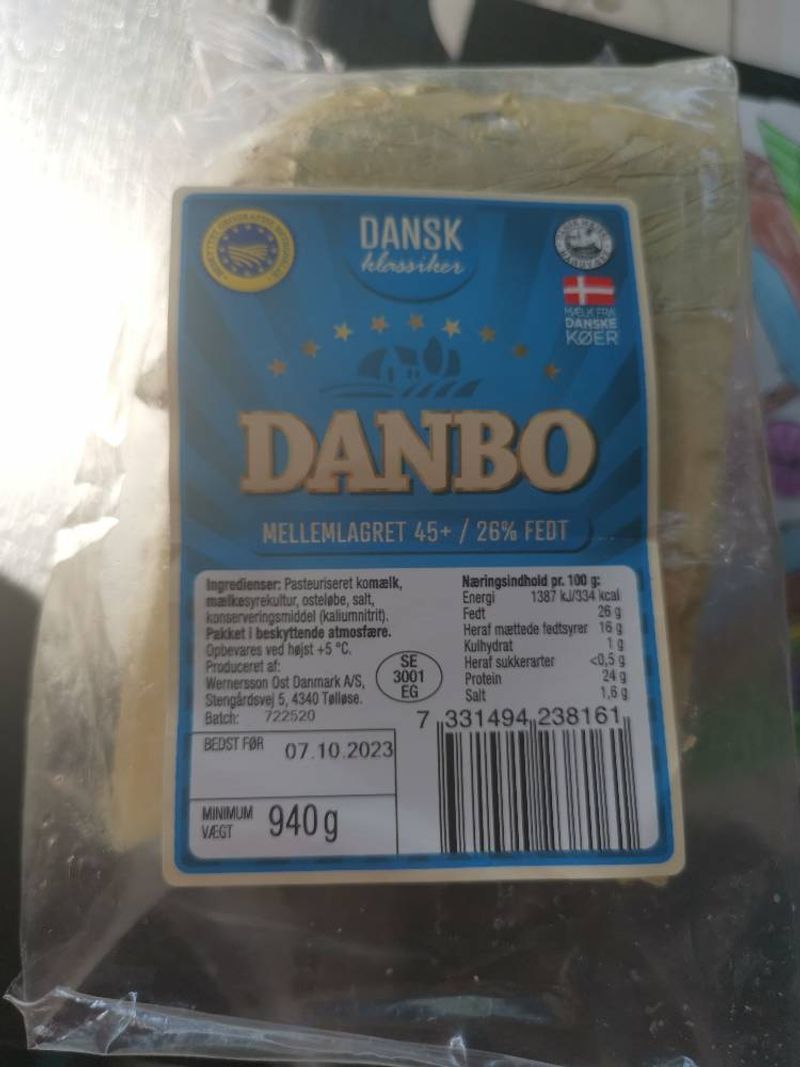 DANSK
klassiker
MÆLK FRA
DANSKE
KØER
DANBO
MELLEMLAGRET 45+ / 26% FEDT
Ingredienser: Pasteuriseret komælk,
mælkesyrekultur, osteløbe, salt,
konserveringsmiddel (kaliumnitrit).
Pakket i beskyttende atmosfære.
Opbevares ved højst +5 °C.
Produceret af:
Wernersson Ost Danmark A/S,
Stengårdsvej 5, 4340 Tølløse.
Batch: 722520
SE
3001
EG
Næringsindhold pr. 100 g:
Energi 1387 kJ/334 kcal
Fedt 26 g
Heraf mættede fedtsyrer 16 g
Kulhydrat 1 g
Heraf sukkerarter <0,5 g
Protein 24 g
Salt 1,6 g
7 331494 238161
BEDST FØR 07.10.2023
MINIMUM
VÆGT 940g